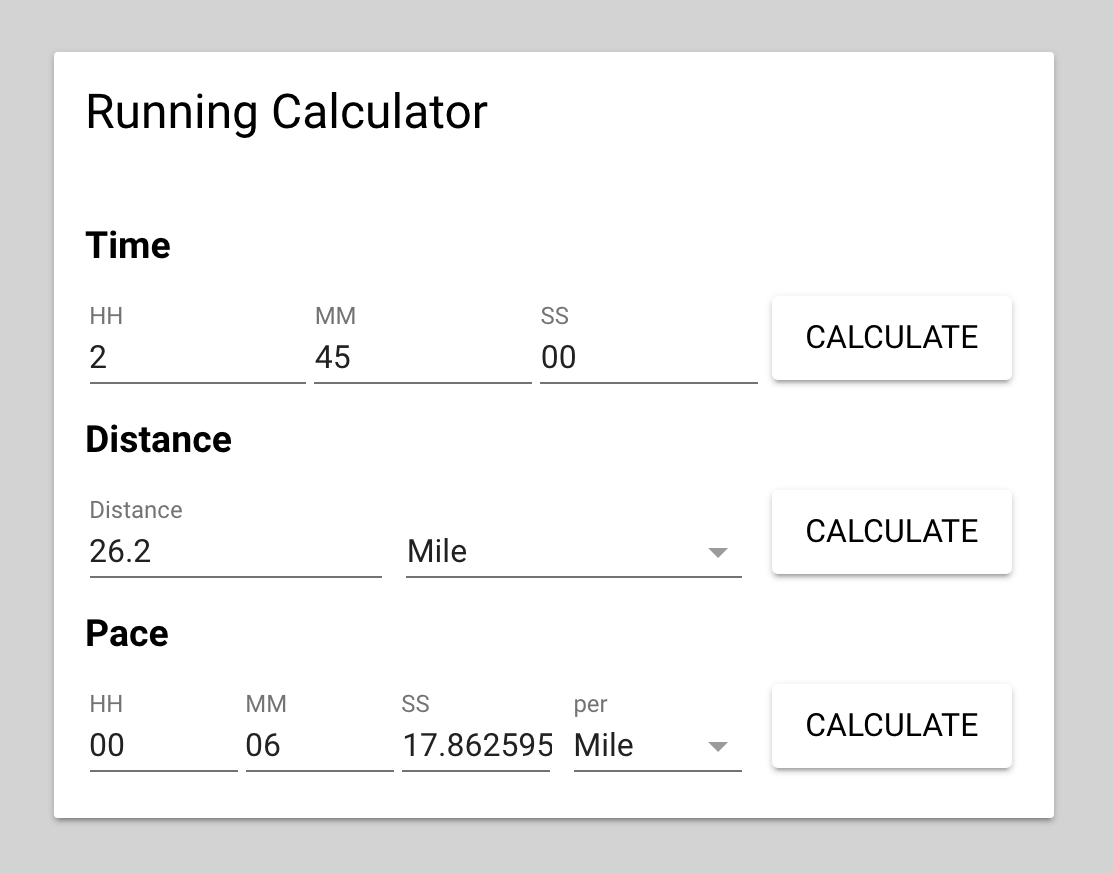 Running Calculator
Time
HH MM SS
2 45 00 CALCULATE
Distance
Distance
26.2 Mile CALCULATE
Pace
HH MM SS per
00 06 17.862595 Mile CALCULATE